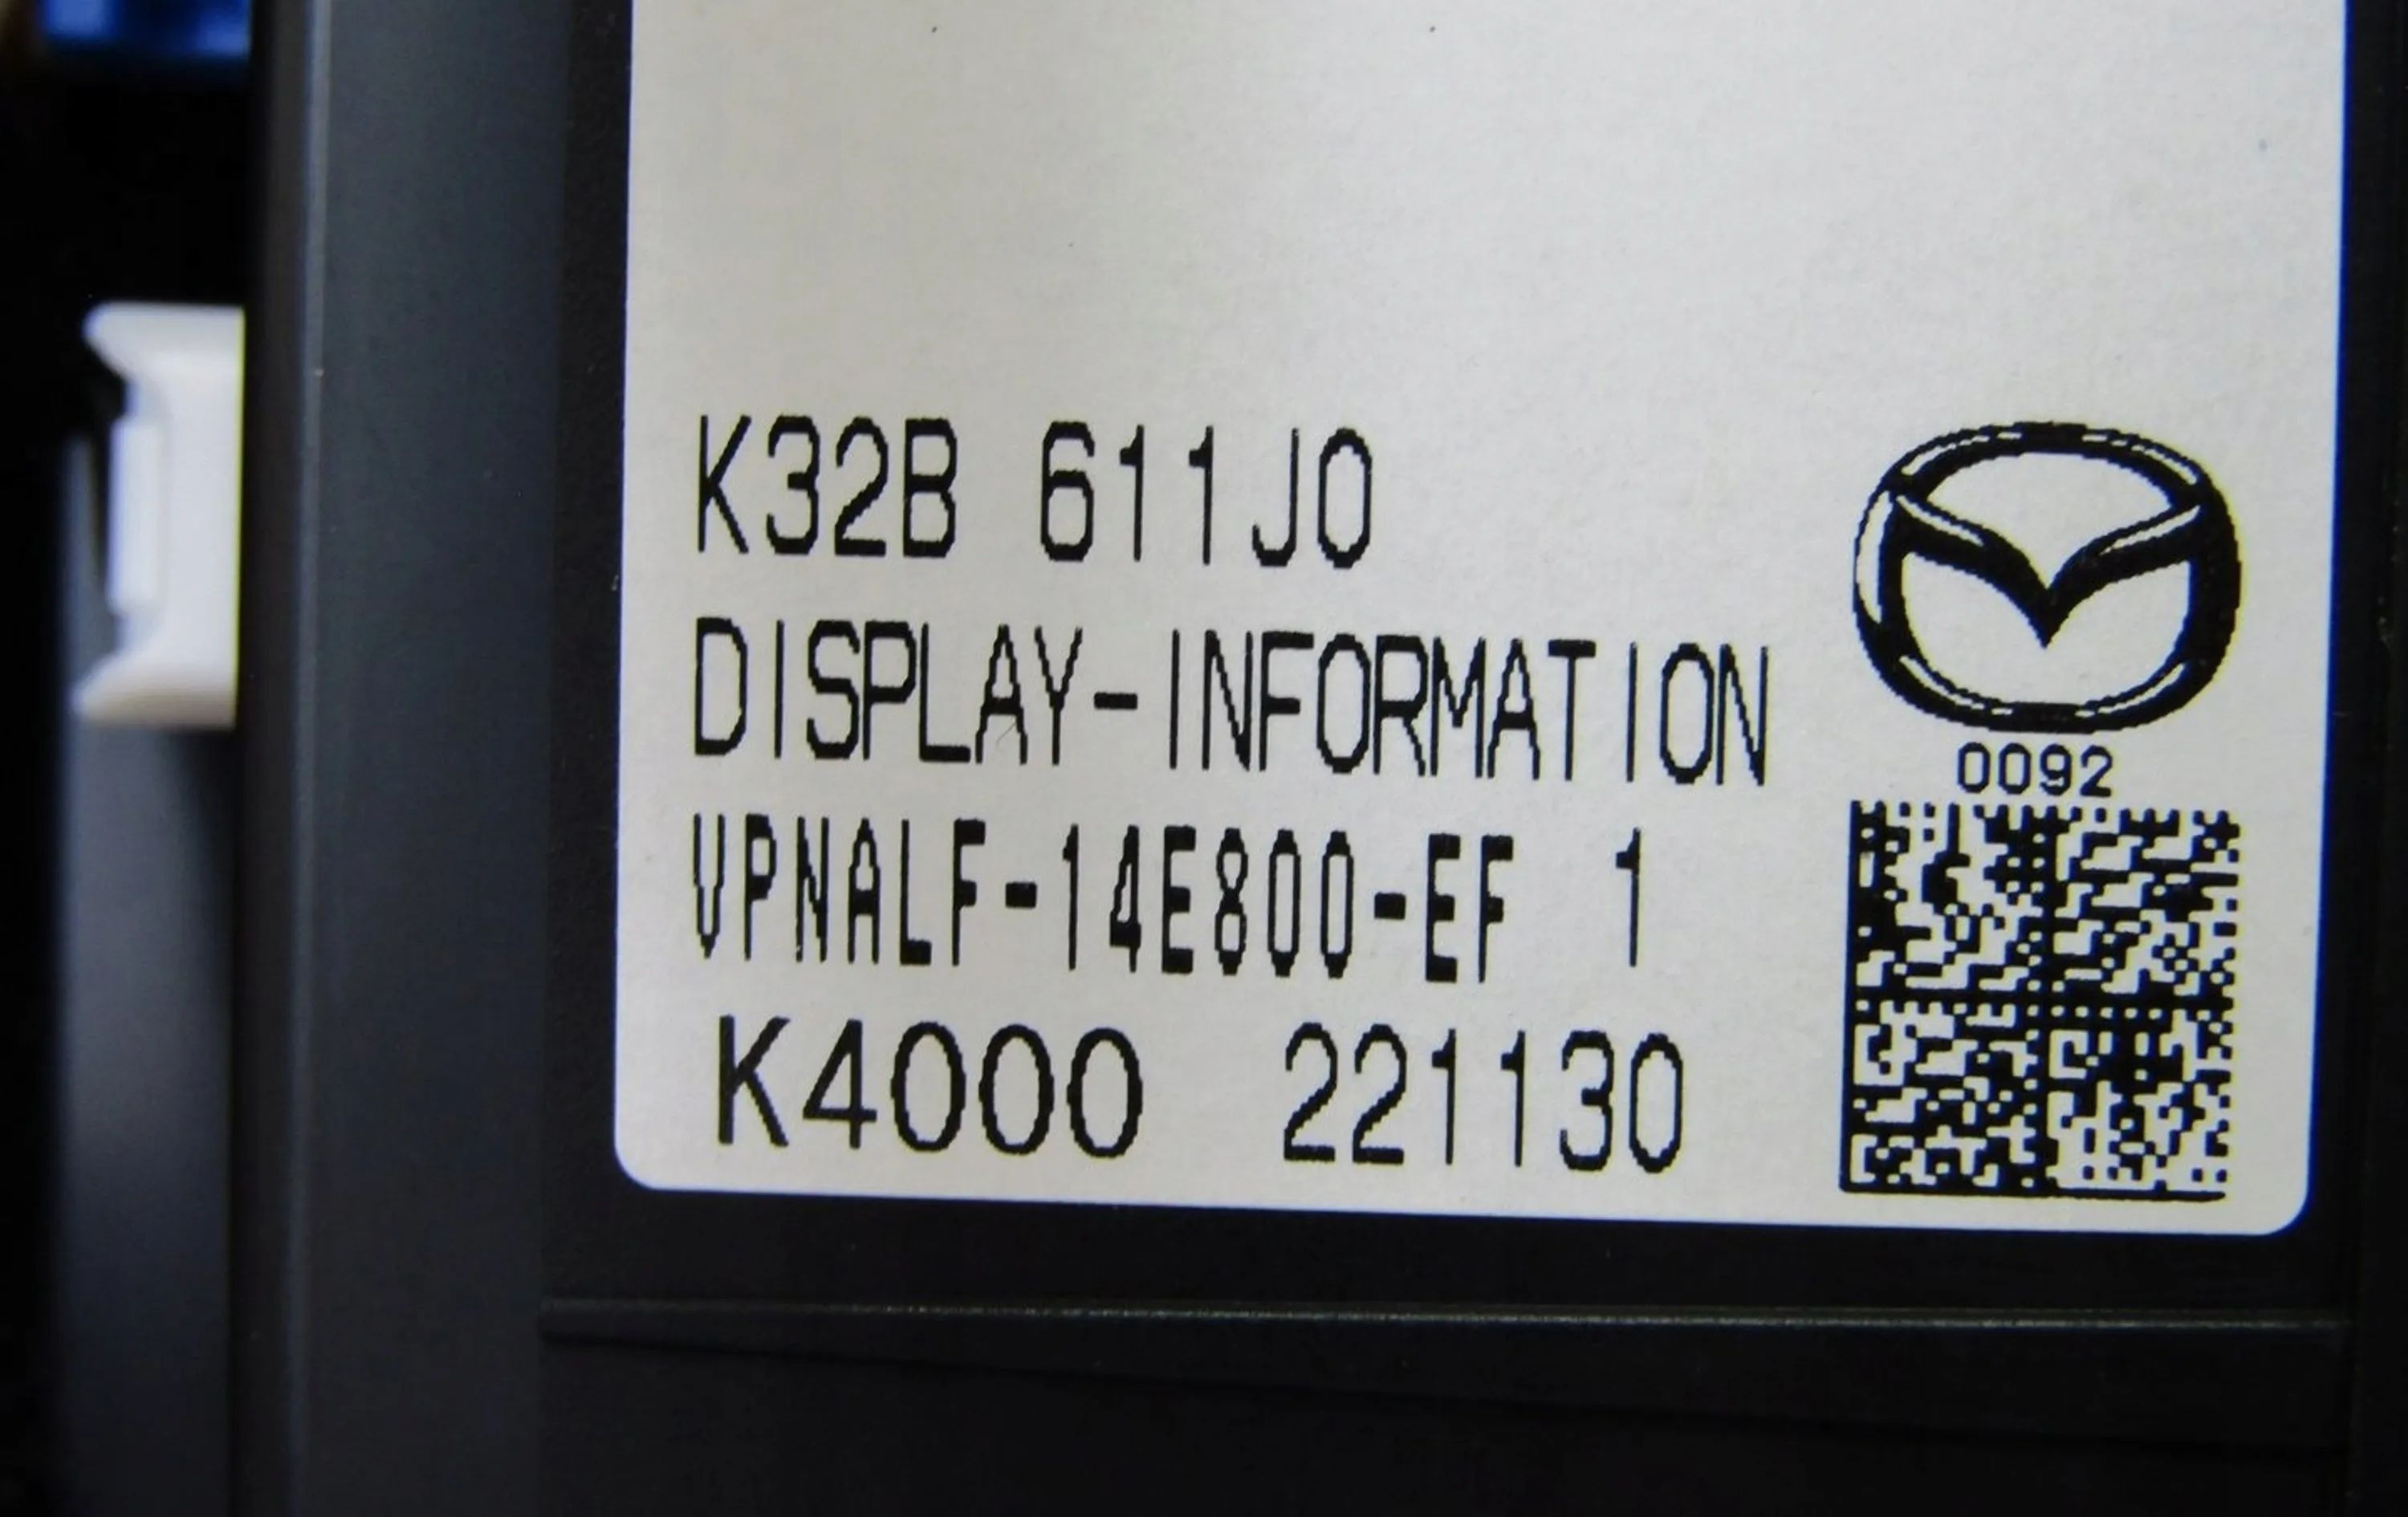 K32B 611J0
DISPLAY-INFORMATION
0092
VPNALF-14E800-EF 1
K4000 221130